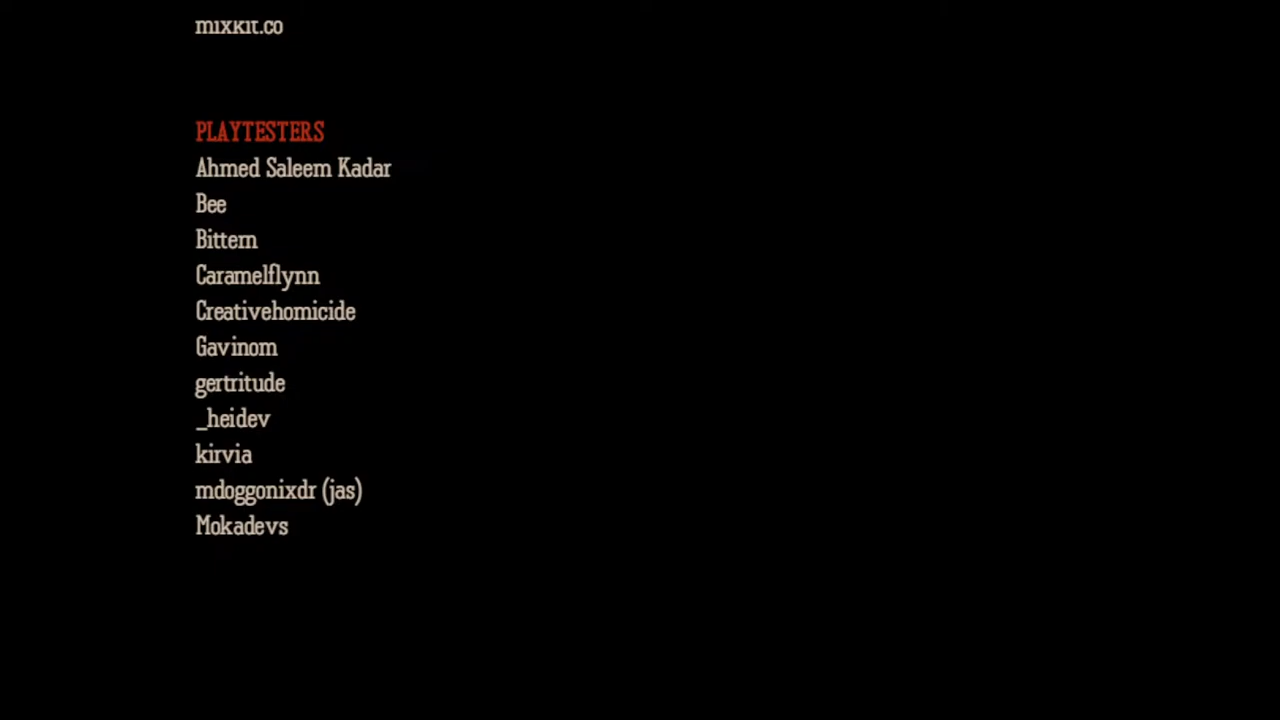 mixkit.co
PLAYTESTERS
Ahmed Saleem Kadar
Bee
Bittern
Caramelflynn
Creativehomicide
Gavinom
gertritude
_heidev
kirvia
mdoggonixdr (jas)
Mokadevs